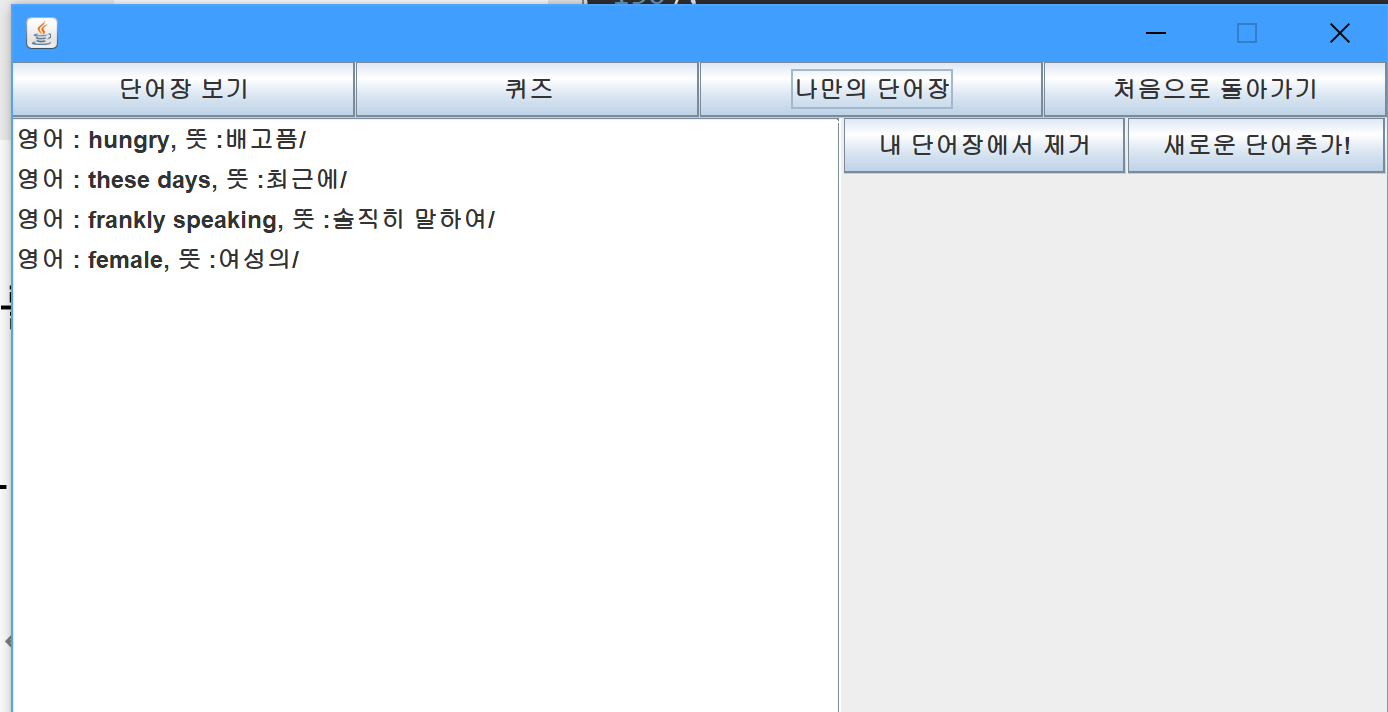 단어장 보기
퀴즈
나만의 단어장
처음으로 돌아가기
영어 : hungry, 뜻 :배고픔/
영어 : these days, 뜻 :최근에/
영어 : frankly speaking, 뜻 :솔직히 말하여/
영어 : female, 뜻 :여성의/
내 단어장에서 제거
새로운 단어추가!